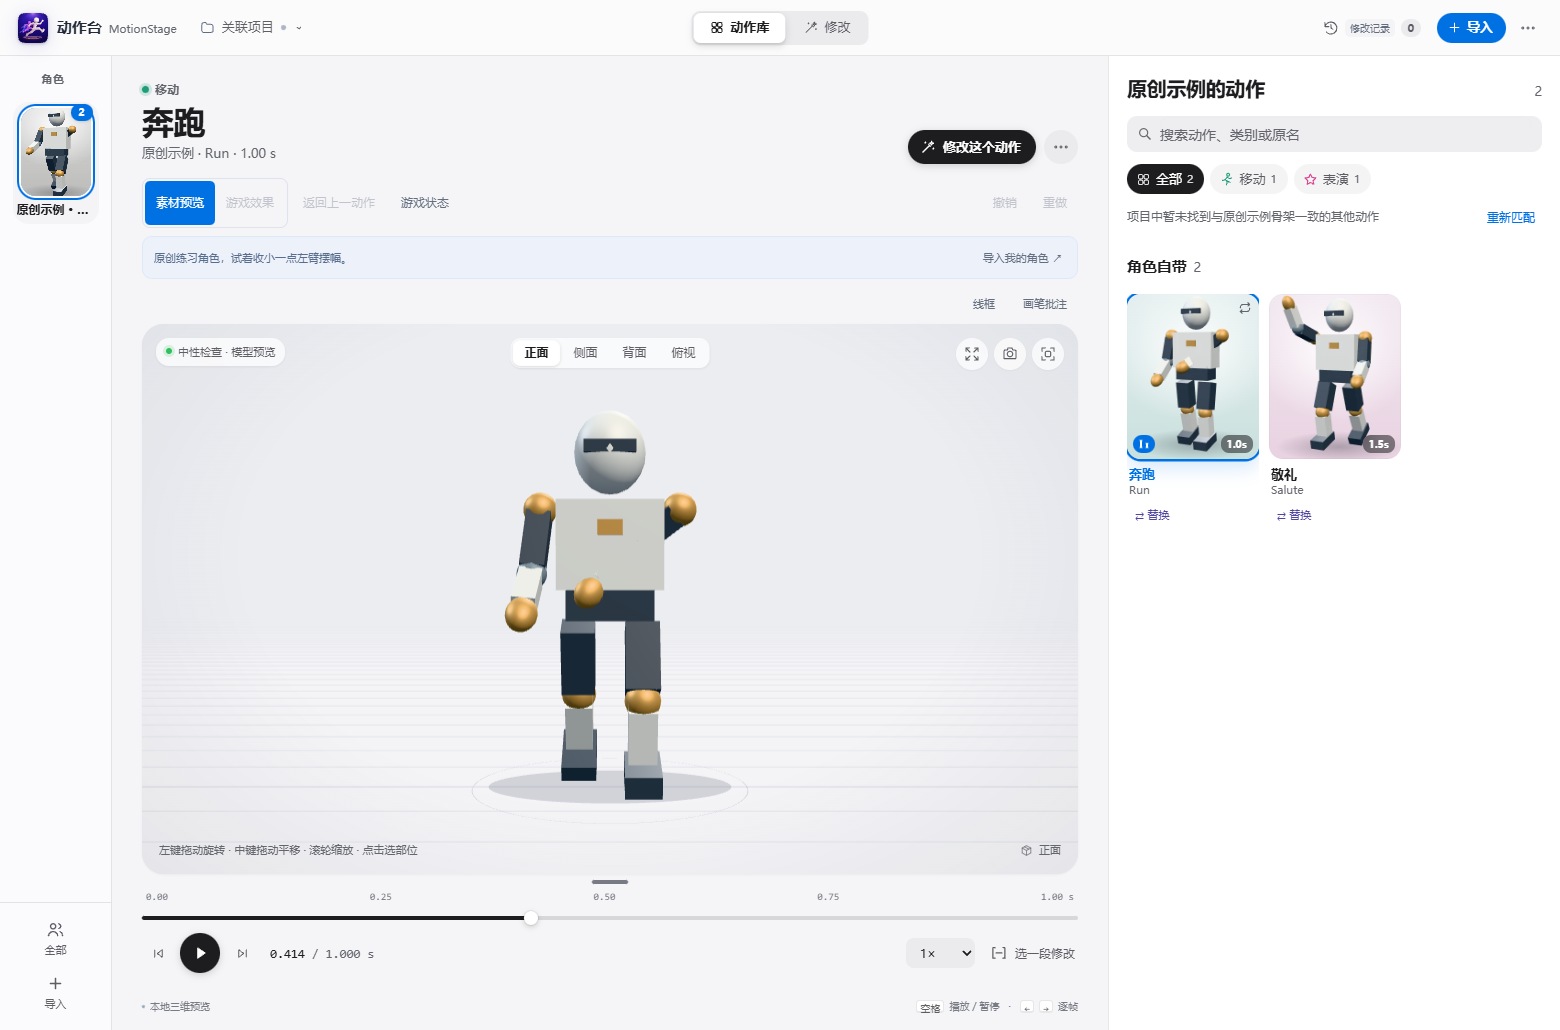 动作台 MotionStage
关联项目
动作库
修改
修改记录 0
+ 导入
角色
2
原创示例 • ...
全部
导入
移动
奔跑
原创示例 · Run · 1.00 s
修改这个动作
素材预览
游戏效果
返回上一动作
游戏状态
撤销
重做
原创练习角色，试着收小一点左臂摆幅。
导入我的角色 ↗
线框
画笔批注
中性检查 · 模型预览
正面
侧面
背面
俯视
左键拖动旋转 · 中键拖动平移 · 滚轮缩放 · 点击选部位
正面
0.00
0.25
0.50
0.75
1.00 s
0.414 / 1.000 s
1×
选一段修改
本地三维预览
空格 播放 / 暂停 · ← → 逐帧
原创示例的动作
2
搜索动作、类别或原名
全部 2
移动 1
表演 1
项目中暂未找到与原创示例骨架一致的其他动作
重新匹配
角色自带 2
1.0s
1.5s
奔跑
Run
⇄ 替换
敬礼
Salute
⇄ 替换